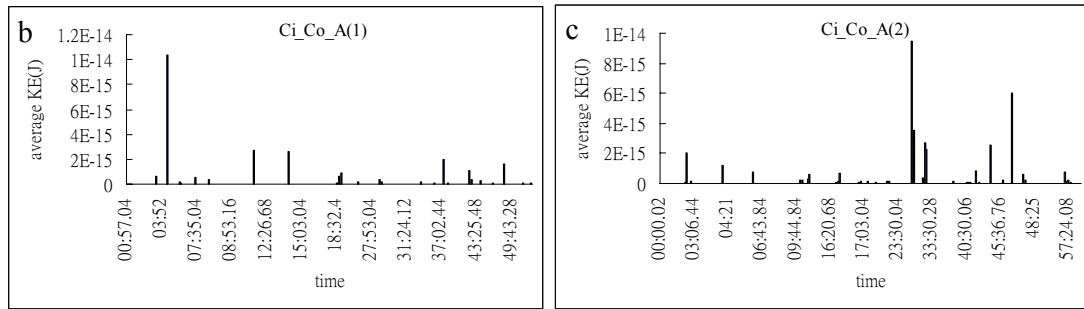 b
Ci_Co_A(1)
average KE(J)
1.2E-14
1E-14
8E-15
6E-15
4E-15
2E-15
0
00:57.04
03:52
07:35.04
08:53.16
12:26.68
15:03.04
18:32.4
27:53.04
31:24.12
37:02.44
43:25.48
49:43.28
time
c
Ci_Co_A(2)
average KE(J)
1E-14
8E-15
6E-15
4E-15
2E-15
0
00:00.02
03:06.44
04:21
06:43.84
09:44.84
16:20.68
17:03.04
23:30.04
33:30.28
40:30.06
45:36.76
48:25
57:24.08
time